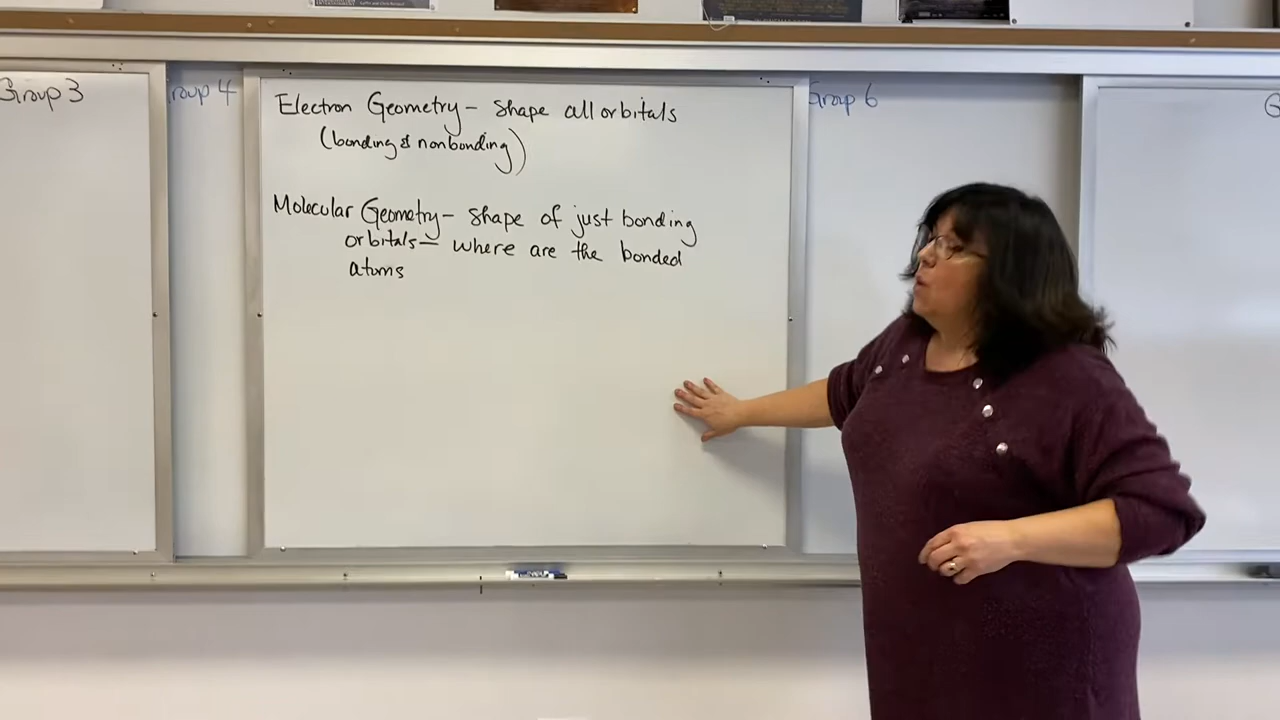 Group 3
Group 4
Electron Geometry - shape all orbitals
(bonding & nonbonding)
Molecular Geometry - shape of just bonding
orbitals - where are the bonded
atoms
Group 6